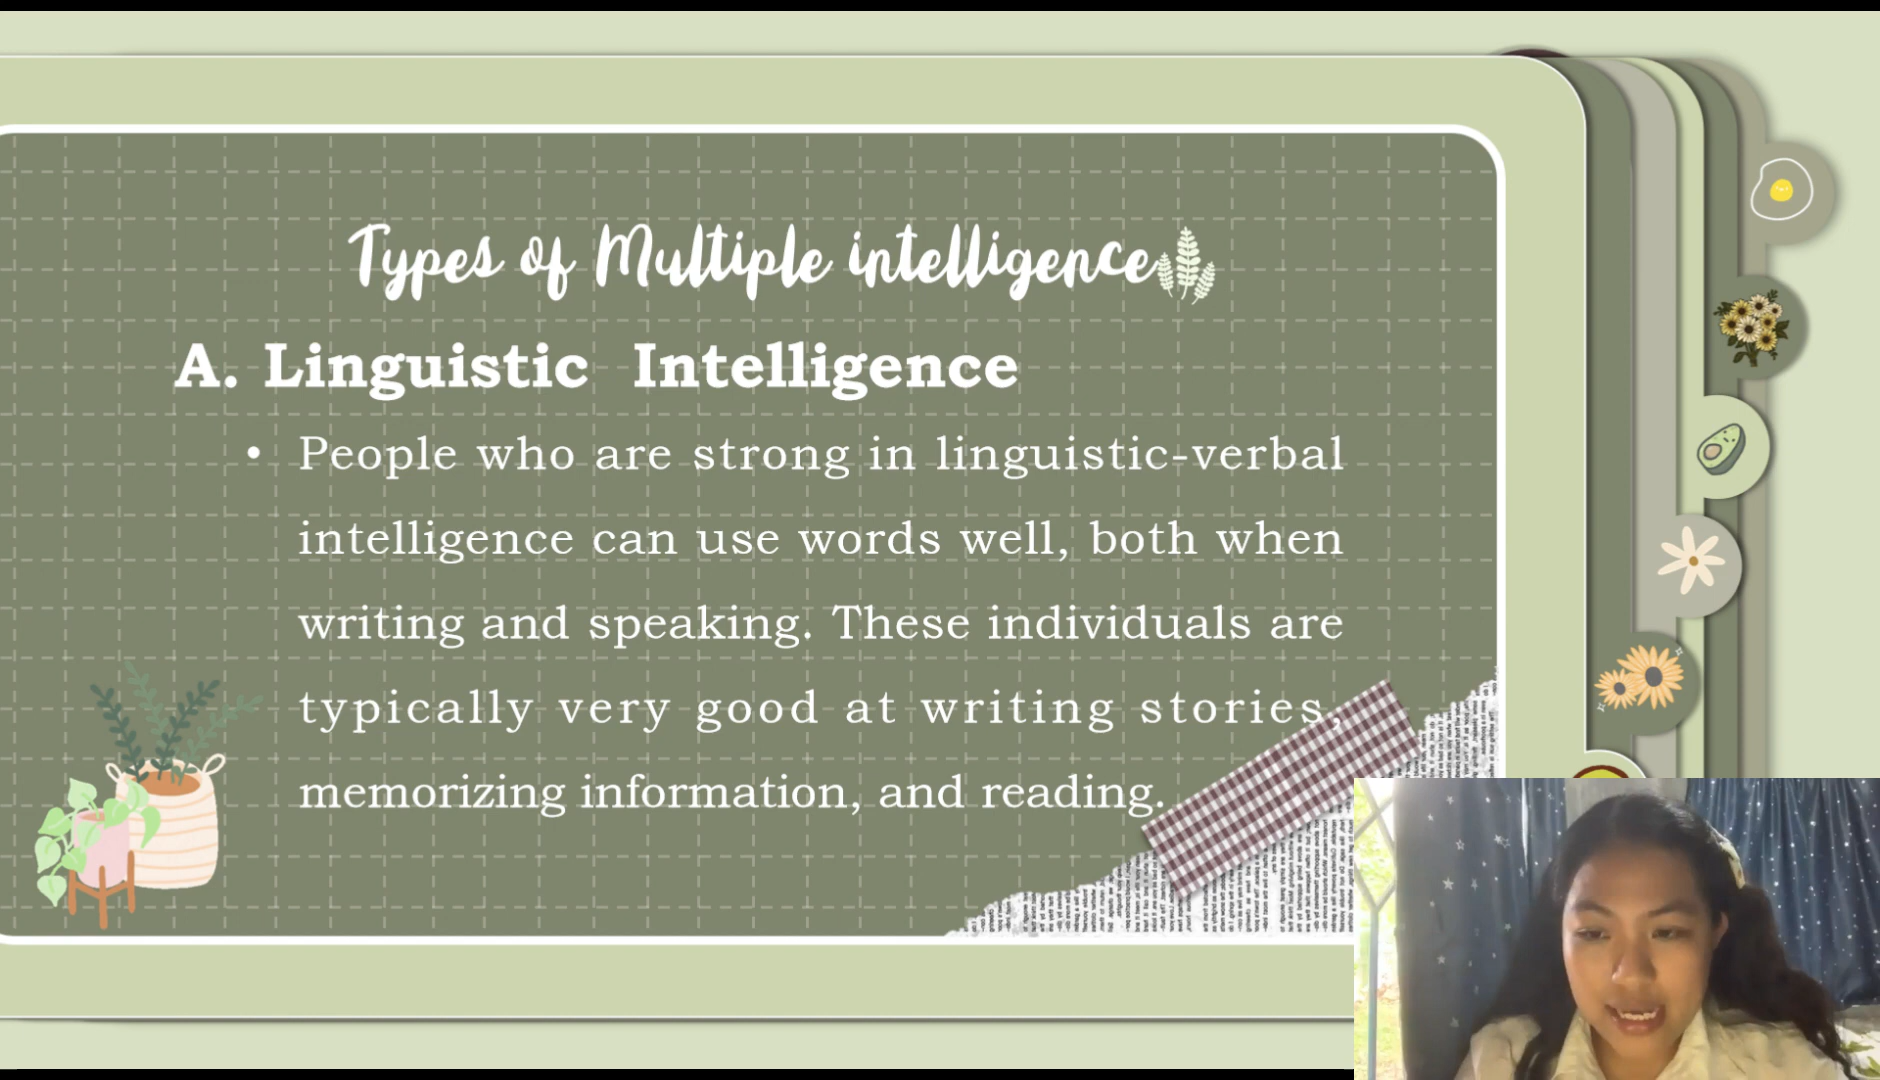 Types of Multiple intelligence
A. Linguistic Intelligence
• People who are strong in linguistic-verbal
intelligence can use words well, both when
writing and speaking. These individuals are
typically very good at writing stories,
memorizing information, and reading.